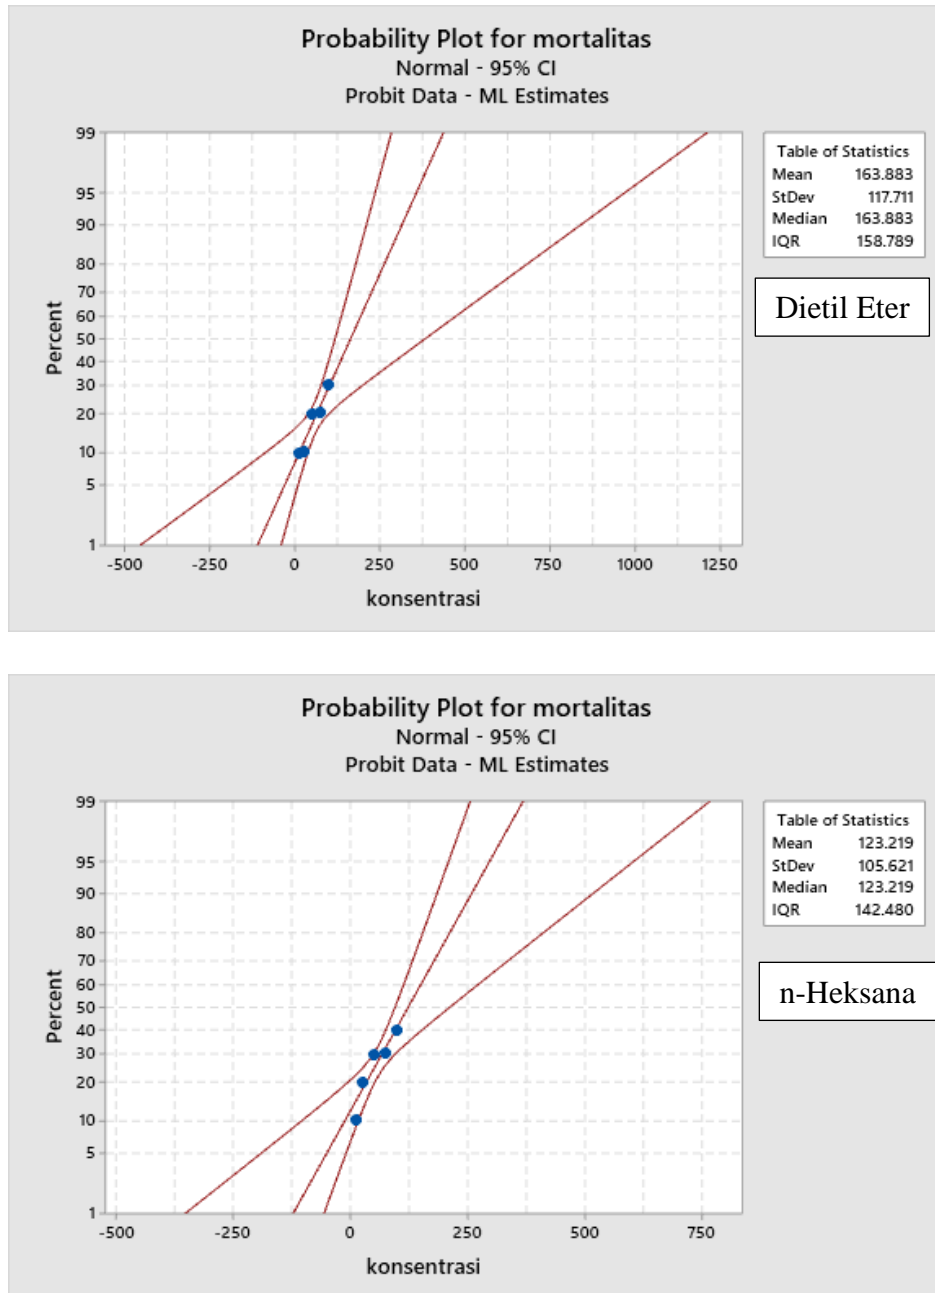 Probability Plot for mortalitas
Normal - 95% CI
Probit Data - ML Estimates
99
95
90
80
70
60
50
40
30
20
10
5
1
Percent
-500 -250 0 250 500 750 1000 1250
konsentrasi
Table of Statistics
Mean 163.883
StDev 117.711
Median 163.883
IQR 158.789
Dietil Eter
Probability Plot for mortalitas
Normal - 95% CI
Probit Data - ML Estimates
99
95
90
80
70
60
50
40
30
20
10
5
1
Percent
-500 -250 0 250 500 750
konsentrasi
Table of Statistics
Mean 123.219
StDev 105.621
Median 123.219
IQR 142.480
n-Heksana